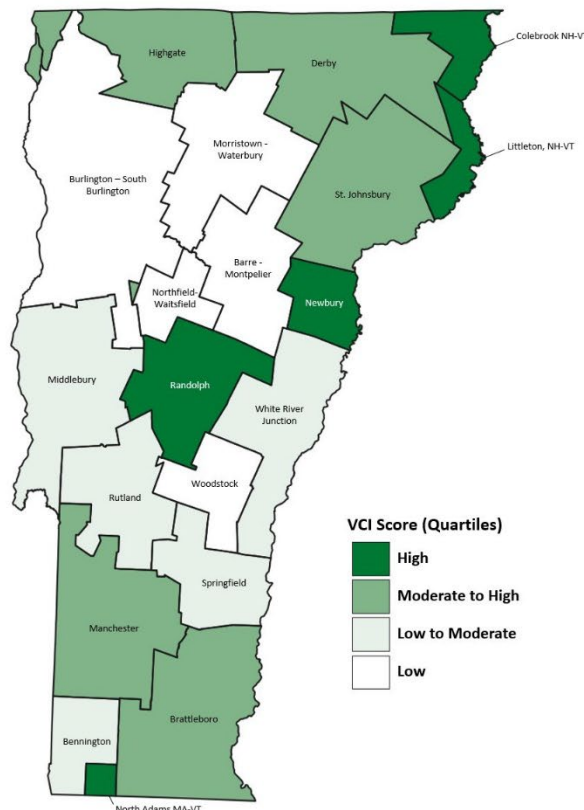 Colebrook NH-VT
Highgate
Derby
Littleton, NH-VT
Morristown -
Waterbury
Burlington – South
Burlington
St. Johnsbury
Barre -
Montpelier
Northfield-
Waitsfield
Newbury
Middlebury
Randolph
White River
Junction
Woodstock
Rutland
Springfield
VCI Score (Quartiles)
High
Moderate to High
Low to Moderate
Low
Manchester
Brattleboro
Bennington
North Adams MA-VT